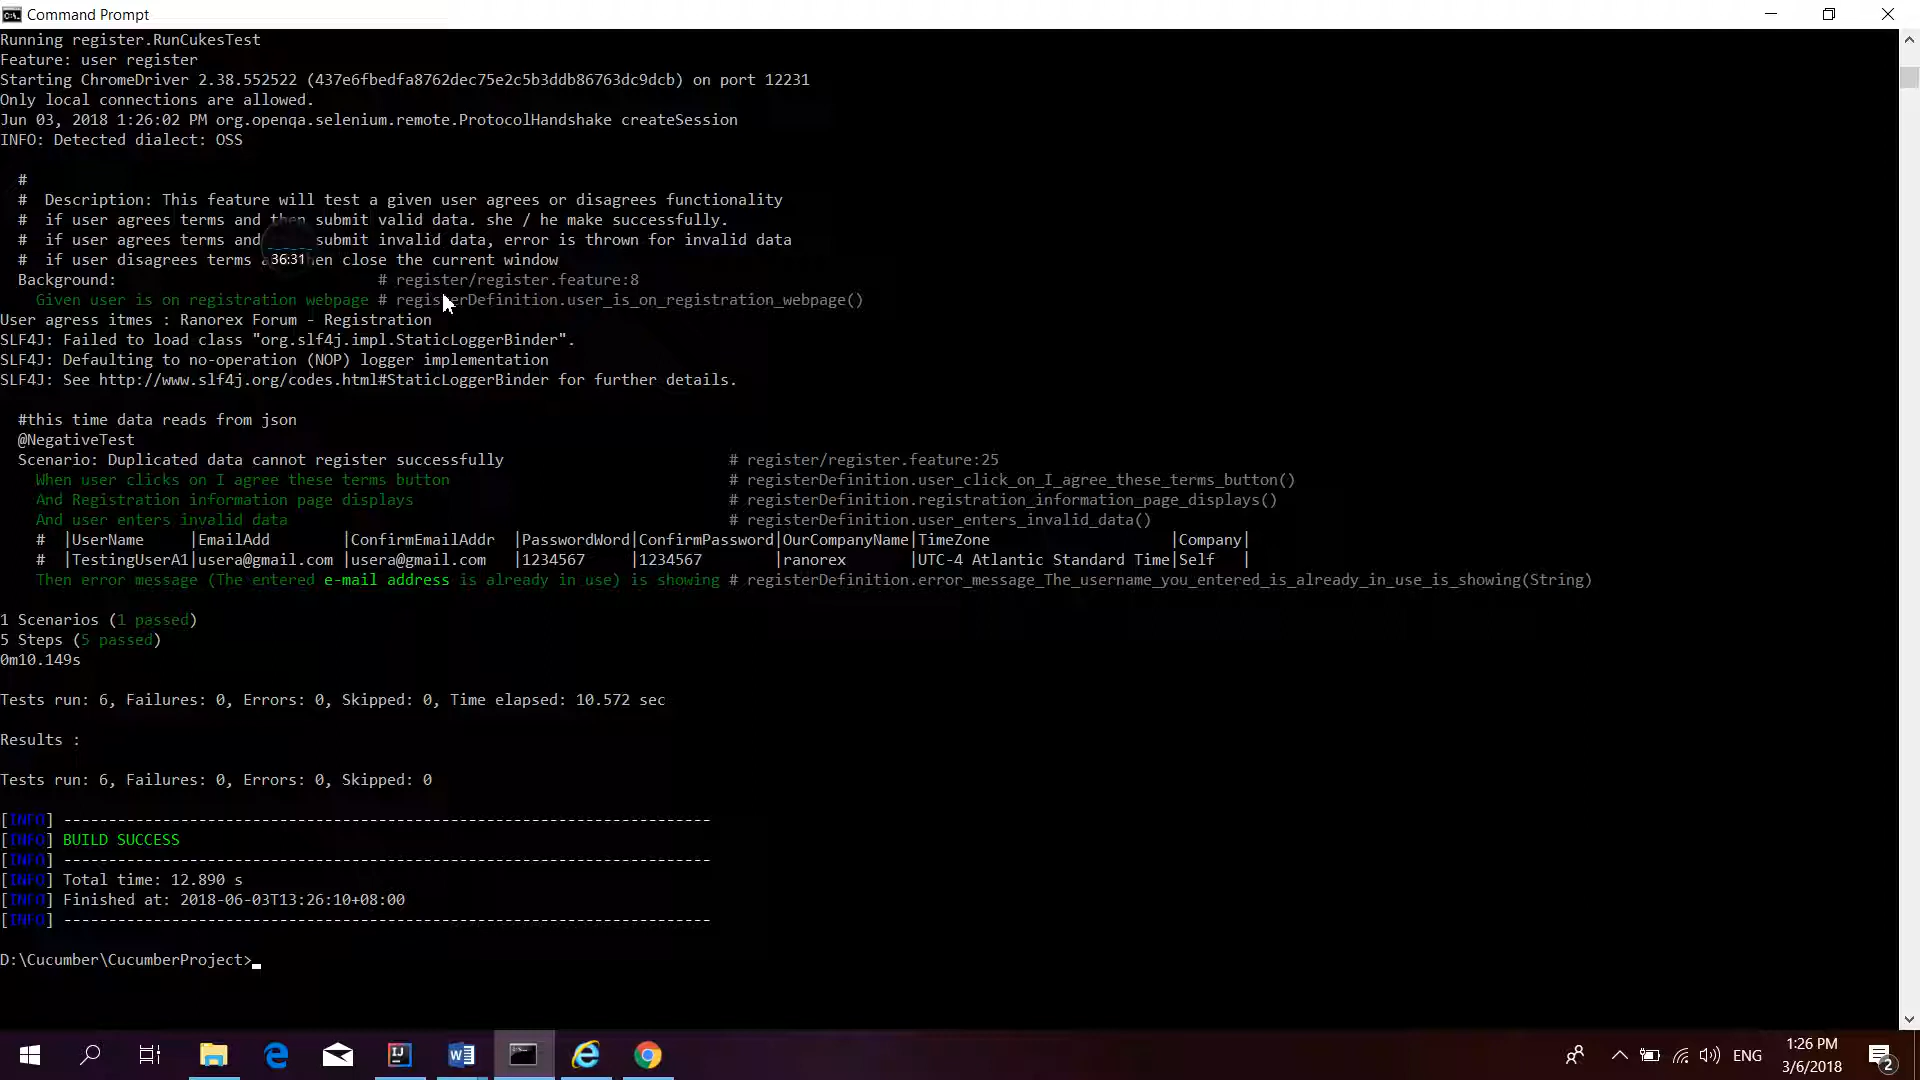 Command Prompt
Running register.RunCukesTest
Feature: user register
Starting ChromeDriver 2.38.552522 (437e6fbedfa8762dec75e2c5b3ddb86763dc9dcb) on port 12231
Only local connections are allowed.
Jun 03, 2018 1:26:02 PM org.openqa.selenium.remote.ProtocolHandshake createSession
INFO: Detected dialect: OSS
#
# Description: This feature will test a given user agrees or disagrees functionality
# if user agrees terms and then submit valid data. she / he make successfully.
# if user agrees terms and submit invalid data, error is thrown for invalid data
# if user disagrees terms close the current window
36:31
Background: # register/register.feature:8
Given user is on registration webpage # registerDefinition.user_is_on_registration_webpage()
User agress itmes : Ranorex Forum - Registration
SLF4J: Failed to load class "org.slf4j.impl.StaticLoggerBinder".
SLF4J: Defaulting to no-operation (NOP) logger implementation
SLF4J: See http://www.slf4j.org/codes.html#StaticLoggerBinder for further details.
#this time data reads from json
@NegativeTest
Scenario: Duplicated data cannot register successfully # register/register.feature:25
When user clicks on I agree these terms button # registerDefinition.user_click_on_I_agree_these_terms_button()
And Registration information page displays # registerDefinition.registration_information_page_displays()
And user enters invalid data # registerDefinition.user_enters_invalid_data()
# |UserName |EmailAdd |ConfirmEmailAddr |PasswordWord|ConfirmPassword|OurCompanyName|TimeZone |Company|
# |TestingUserA1|usera@gmail.com |usera@gmail.com |1234567 |1234567 |ranorex |UTC-4 Atlantic Standard Time|Self |
Then error message (The entered e-mail address is already in use) is showing # registerDefinition.error_message_The_username_you_entered_is_already_in_use_is_showing(String)
1 Scenarios (1 passed)
5 Steps (5 passed)
0m10.149s
Tests run: 6, Failures: 0, Errors: 0, Skipped: 0, Time elapsed: 10.572 sec
Results :
Tests run: 6, Failures: 0, Errors: 0, Skipped: 0
[INFO] ------------------------------------------------------------------------
[INFO] BUILD SUCCESS
[INFO] ------------------------------------------------------------------------
[INFO] Total time: 12.890 s
[INFO] Finished at: 2018-06-03T13:26:10+08:00
[INFO] ------------------------------------------------------------------------
D:\Cucumber\CucumberProject>
ENG
1:26 PM
3/6/2018
2